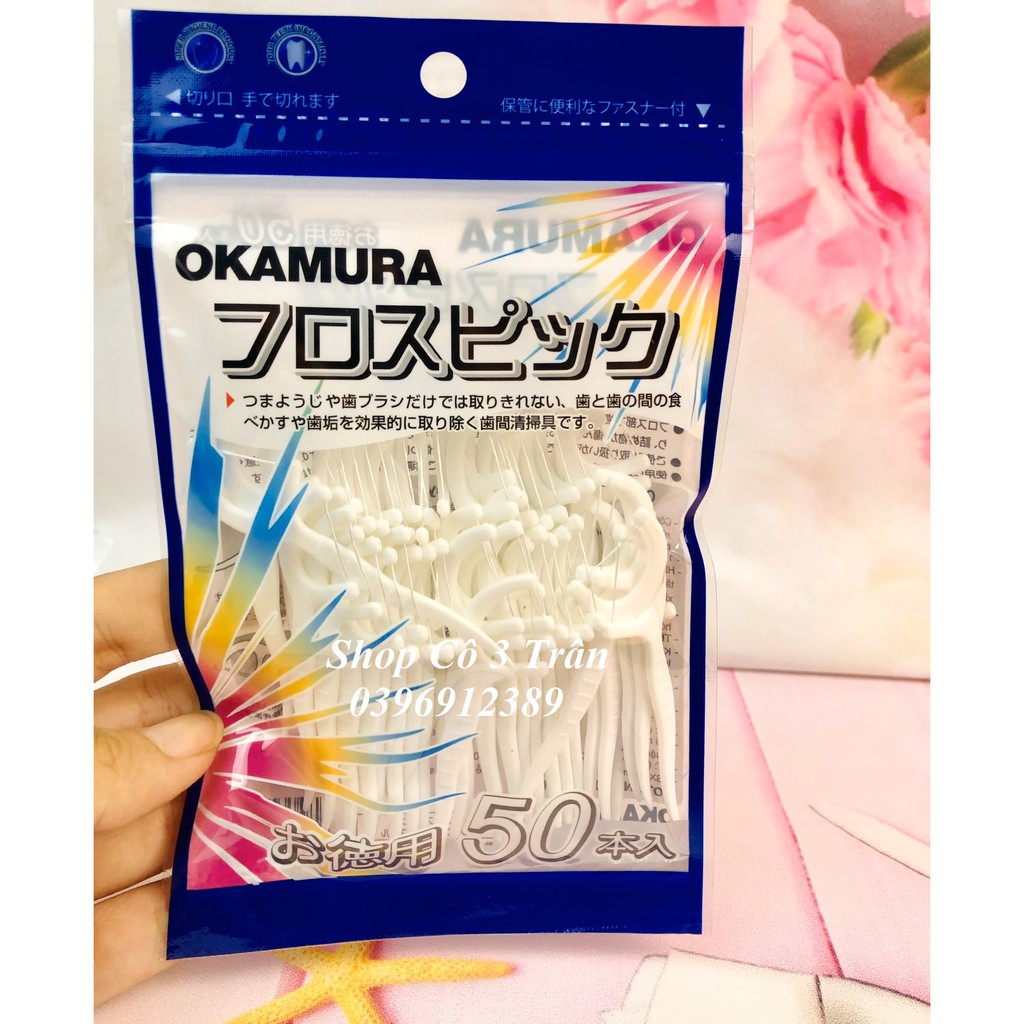 ◀切り口 手で切れます
保管に便利なファスナー付 ▼
OKAMURA
フロスピック
つまようじや歯ブラシだけでは取りきれない、歯と歯の間の食
べかすや歯垢を効果的に取り除く歯間清掃具です。
Shop Cô 3 Trân
0396912389
お徳用 50本入